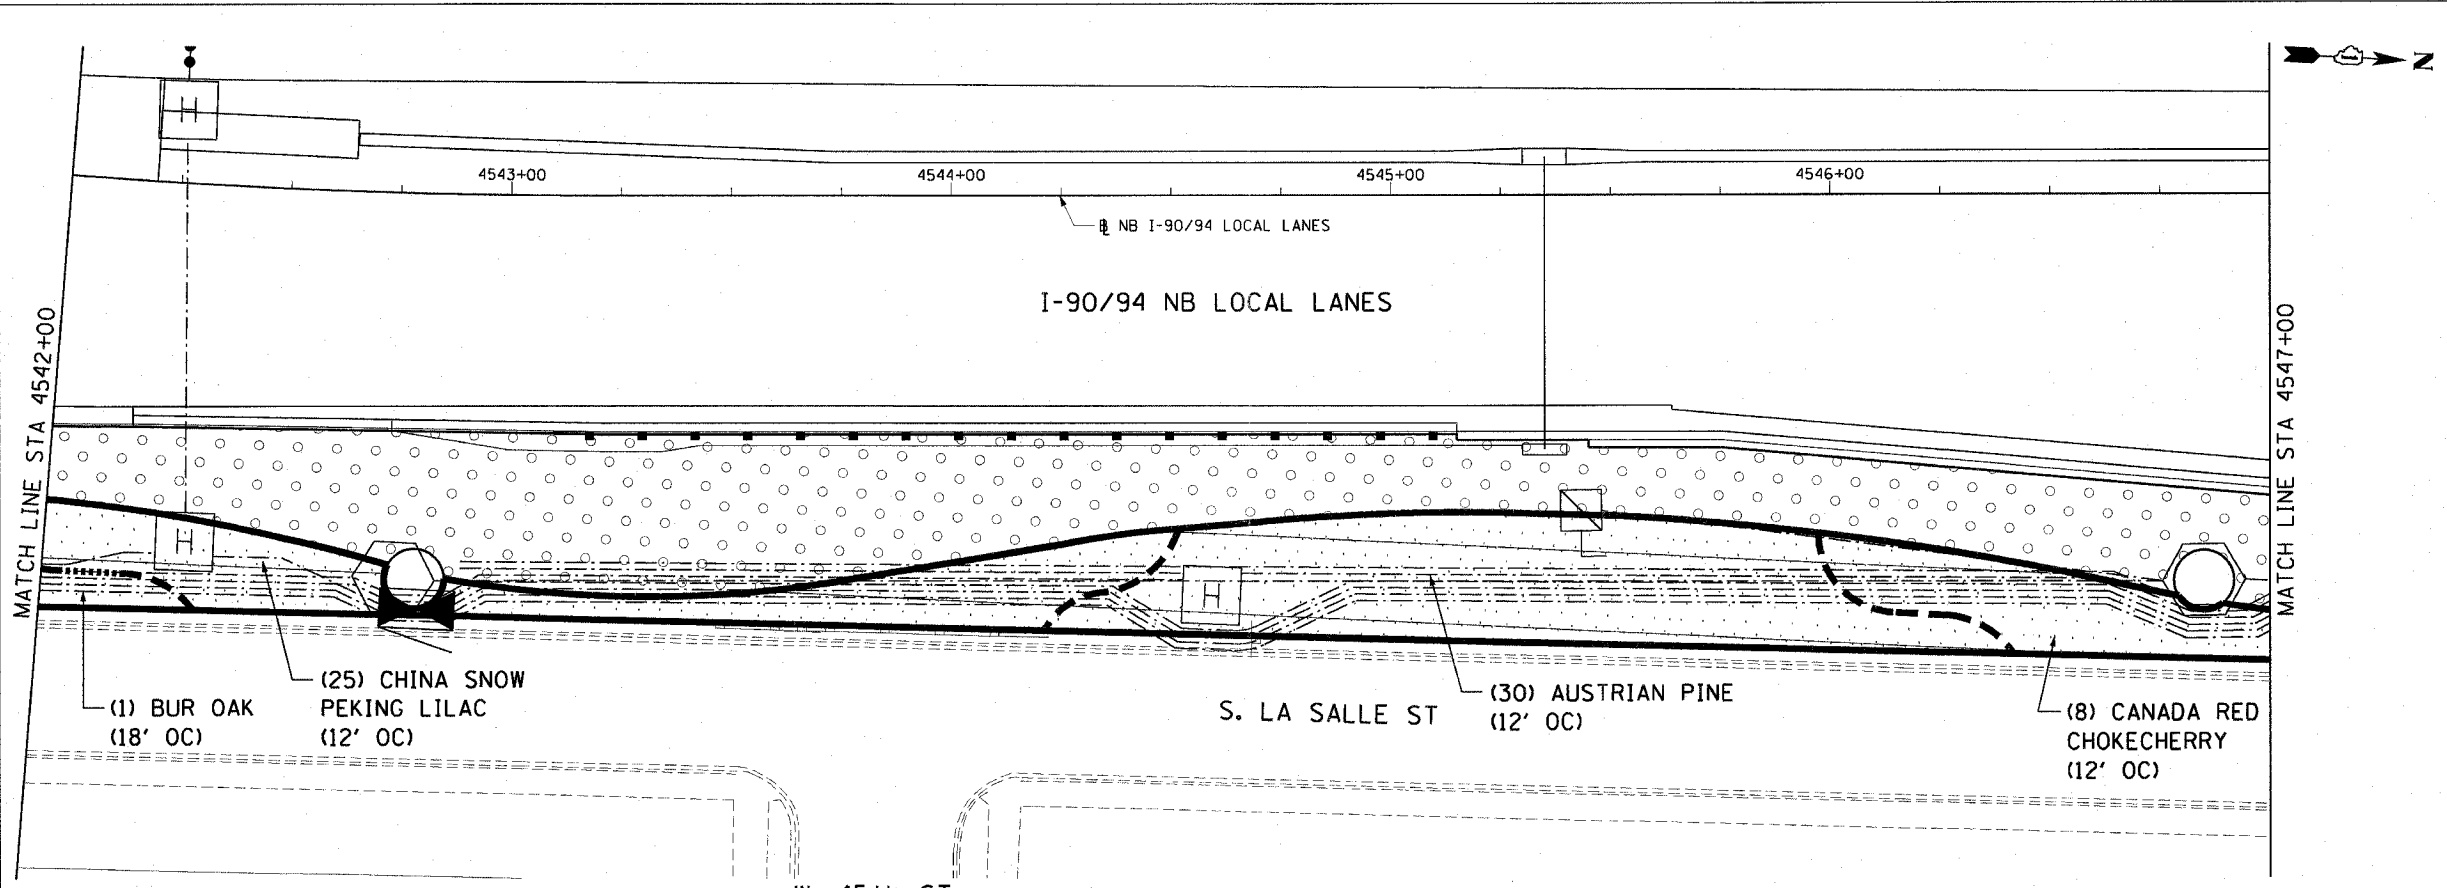 N
H
4543+00
4544+00
4545+00
4546+00
℄ NB I-90/94 LOCAL LANES
I-90/94 NB LOCAL LANES
MATCH LINE STA 4542+00
MATCH LINE STA 4547+00
H
H
(1) BUR OAK
(18' OC)
(25) CHINA SNOW
PEKING LILAC
(12' OC)
S. LA SALLE ST
(30) AUSTRIAN PINE
(12' OC)
(8) CANADA RED
CHOKECHERRY
(12' OC)